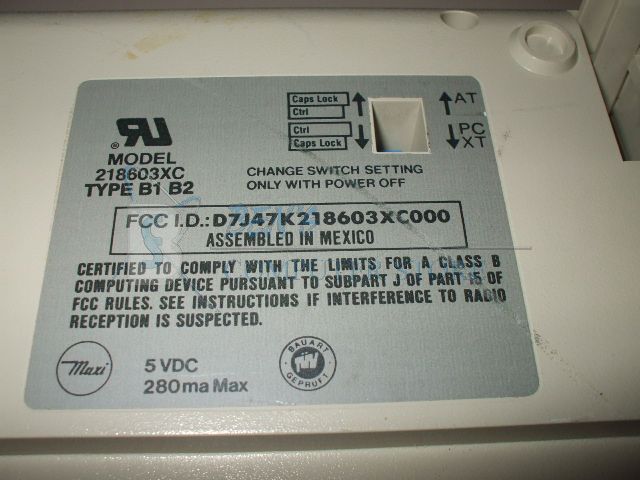 Caps Lock
Ctrl
AT
Ctrl
Caps Lock
PC
XT
MODEL
218603XC
TYPE B1 B2
CHANGE SWITCH SETTING
ONLY WITH POWER OFF
FCC I.D.: D7J47K218603XC000
ASSEMBLED IN MEXICO
CERTIFIED TO COMPLY WITH THE LIMITS FOR A CLASS B
COMPUTING DEVICE PURSUANT TO SUBPART J OF PART 15 OF
FCC RULES. SEE INSTRUCTIONS IF INTERFERENCE TO RADIO
RECEPTION IS SUSPECTED.
Maxi
5 VDC
280ma Max
BAUART
TÜV
GEPRUFT